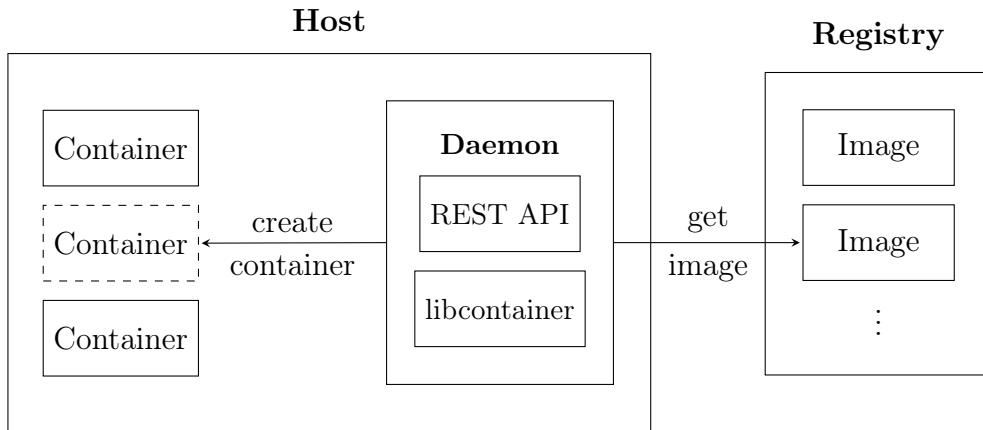 Host
Registry
Container
Container
Container
create
container
Daemon
REST API
libcontainer
get
image
Image
Image
⋮